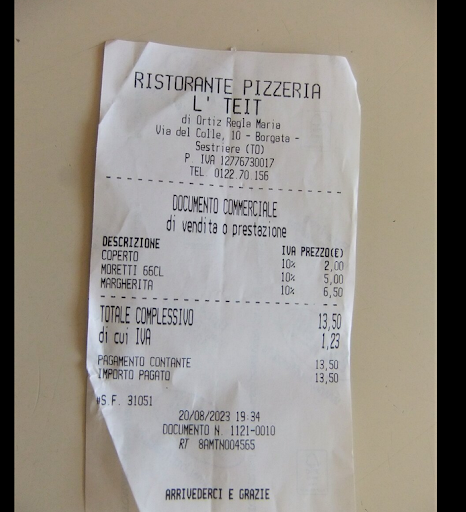 RISTORANTE PIZZERIA
L' TEIT
di Ortiz Regla Maria
Via del Colle, 10 - Borgata -
Sestriere (TO)
P. IVA 12776730017
TEL. 0122.70.156
DOCUMENTO COMMERCIALE
di vendita o prestazione
DESCRIZIONE IVA PREZZO(€)
COPERTO 10% 2,00
MORETTI 66CL 10% 5,00
MARGHERITA 10% 6,50
TOTALE COMPLESSIVO 13,50
di cui IVA 1,23
PAGAMENTO CONTANTE 13,50
IMPORTO PAGATO 13,50
#S.F. 31051
20/08/2023 19:34
DOCUMENTO N. 1121-0010
RT 8AMTN004565
ARRIVEDERCI E GRAZIE